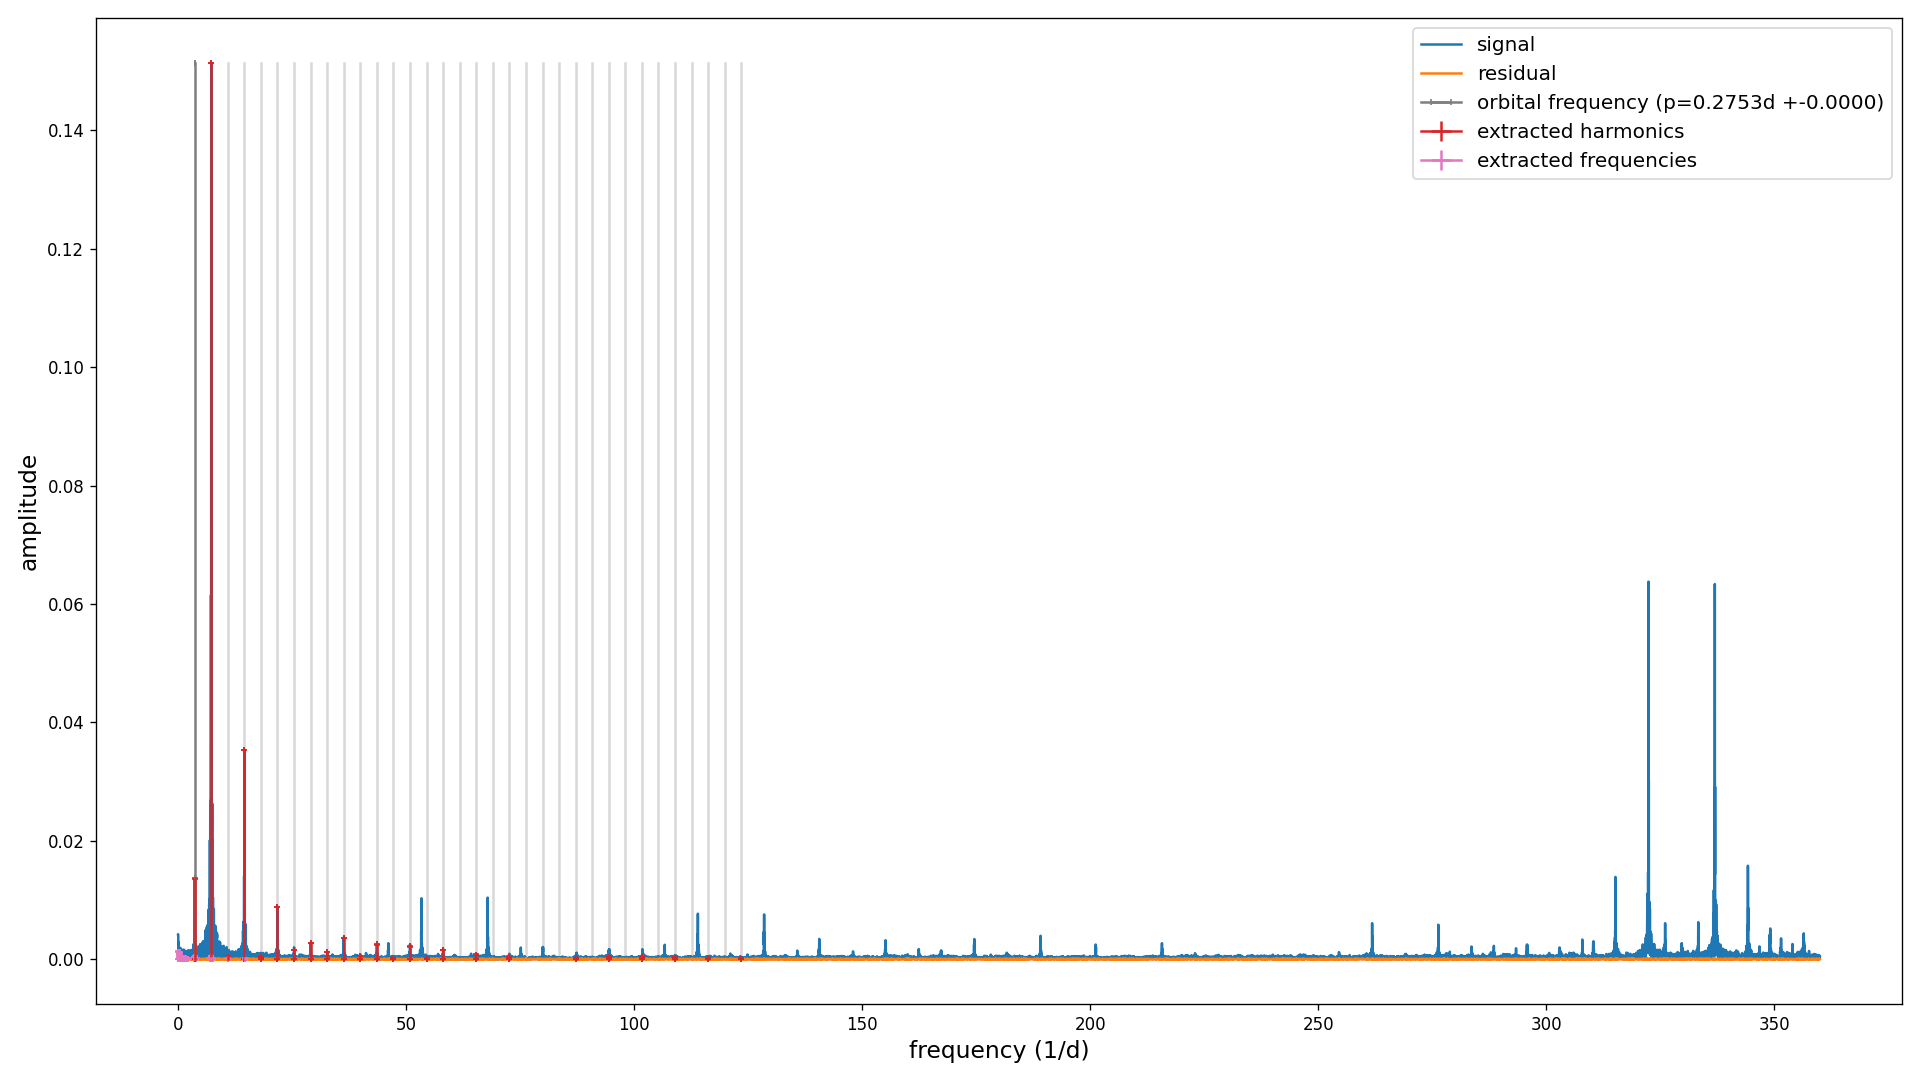 signal
residual
orbital frequency (p=0.2753d +-0.0000)
extracted harmonics
extracted frequencies
amplitude
0.14
0.12
0.10
0.08
0.06
0.04
0.02
0.00
0 50 100 150 200 250 300 350
frequency (1/d)